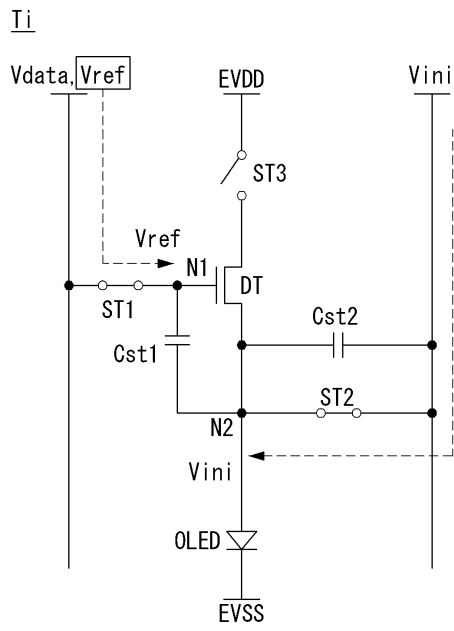 Ti
Vdata, Vref
EVDD
Vini
ST3
Vref
N1
DT
ST1
Cst2
Cst1
ST2
N2
Vini
OLED
EVSS